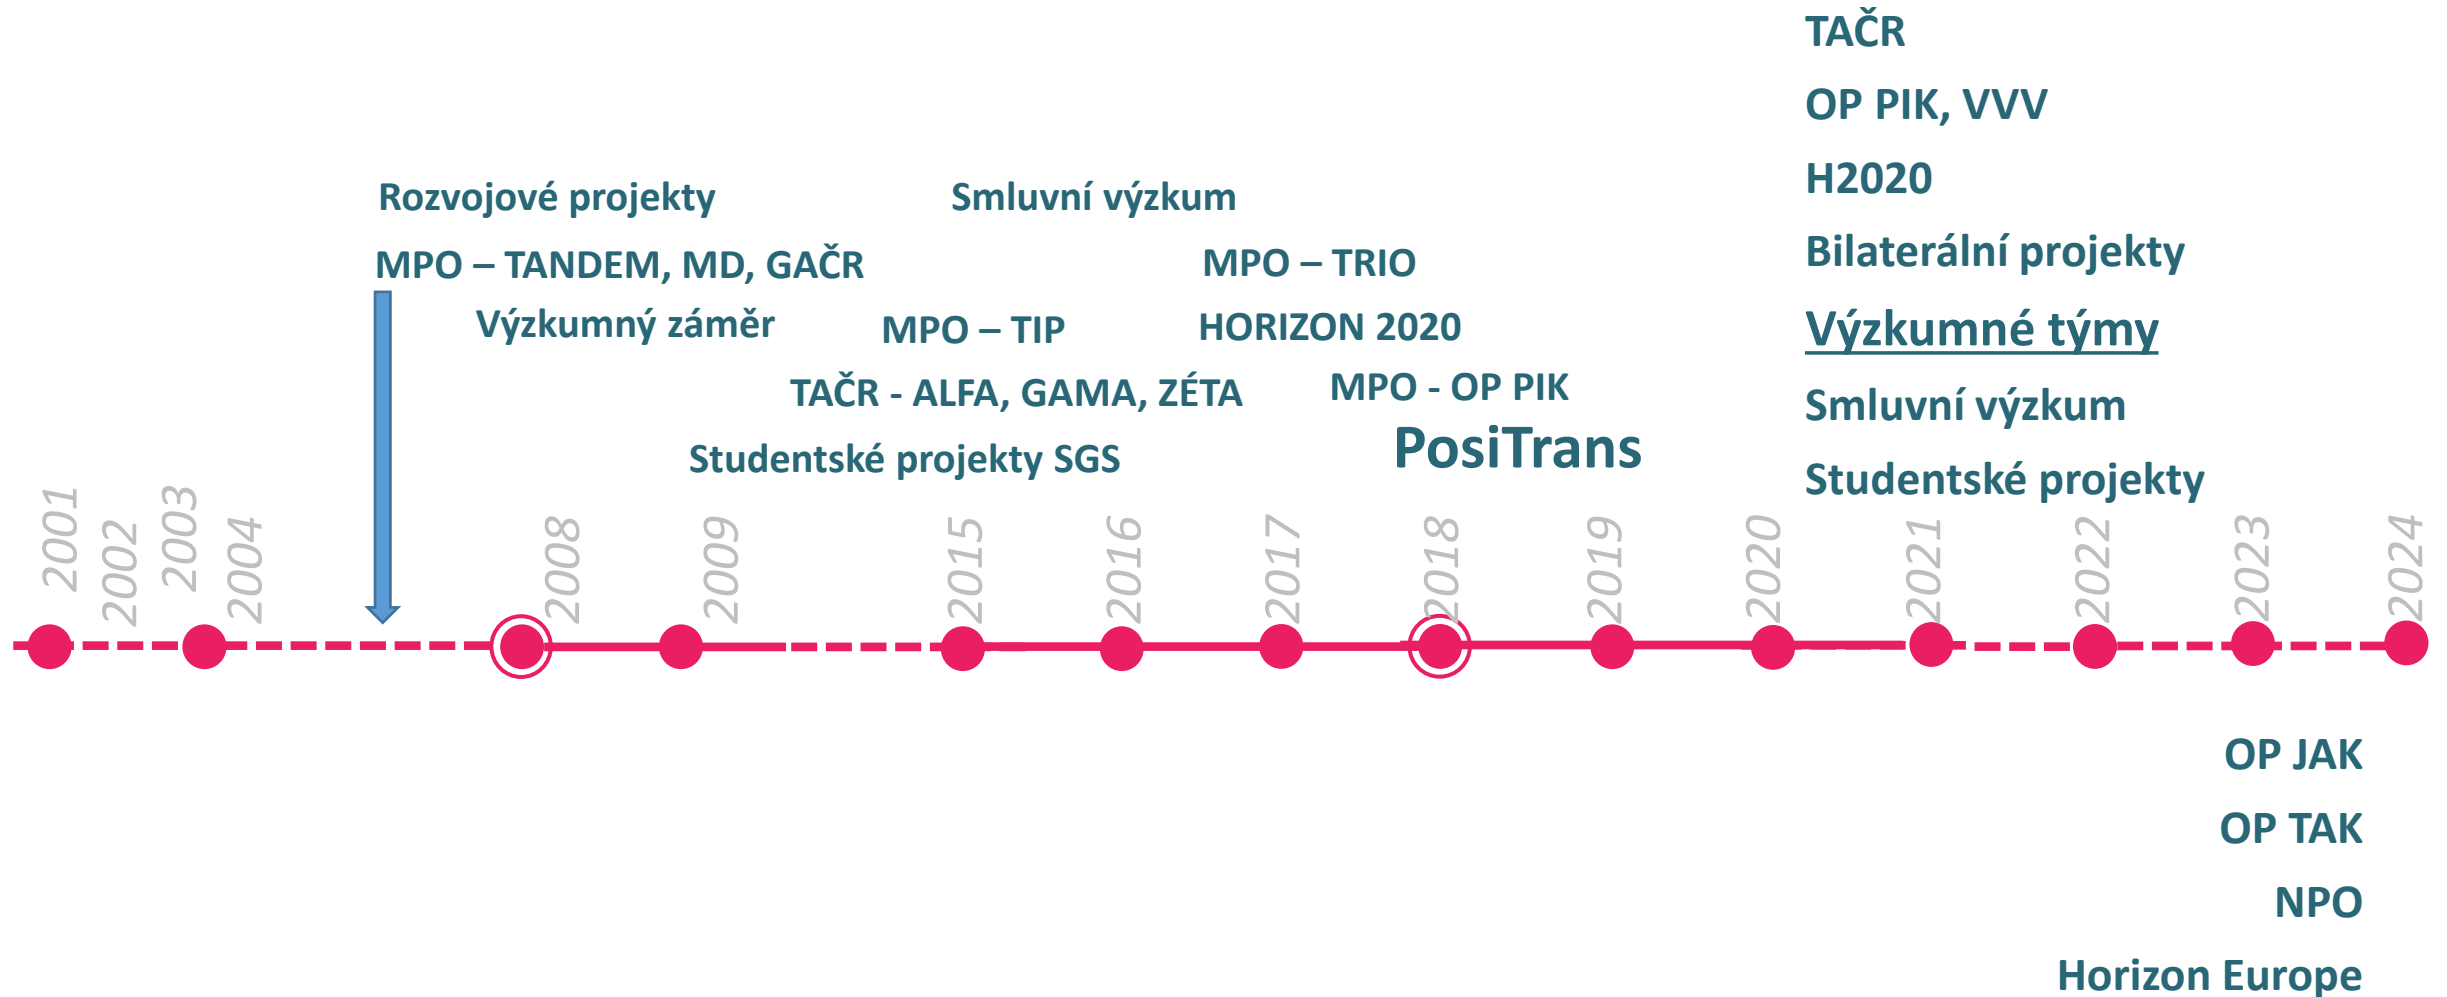 TAČR
OP PIK, VVV
H2020
Bilaterální projekty
Výzkumné týmy
Smluvní výzkum
Studentské projekty
Rozvojové projekty
MPO – TANDEM, MD, GAČR
Výzkumný záměr
Smluvní výzkum
MPO – TRIO
MPO – TIP
HORIZON 2020
TAČR - ALFA, GAMA, ZÉTA
MPO - OP PIK
Studentské projekty SGS
PosiTrans
2001
2002
2003
2004
2008
2009
2015
2016
2017
2018
2019
2020
2021
2022
2023
2024
OP JAK
OP TAK
NPO
Horizon Europe